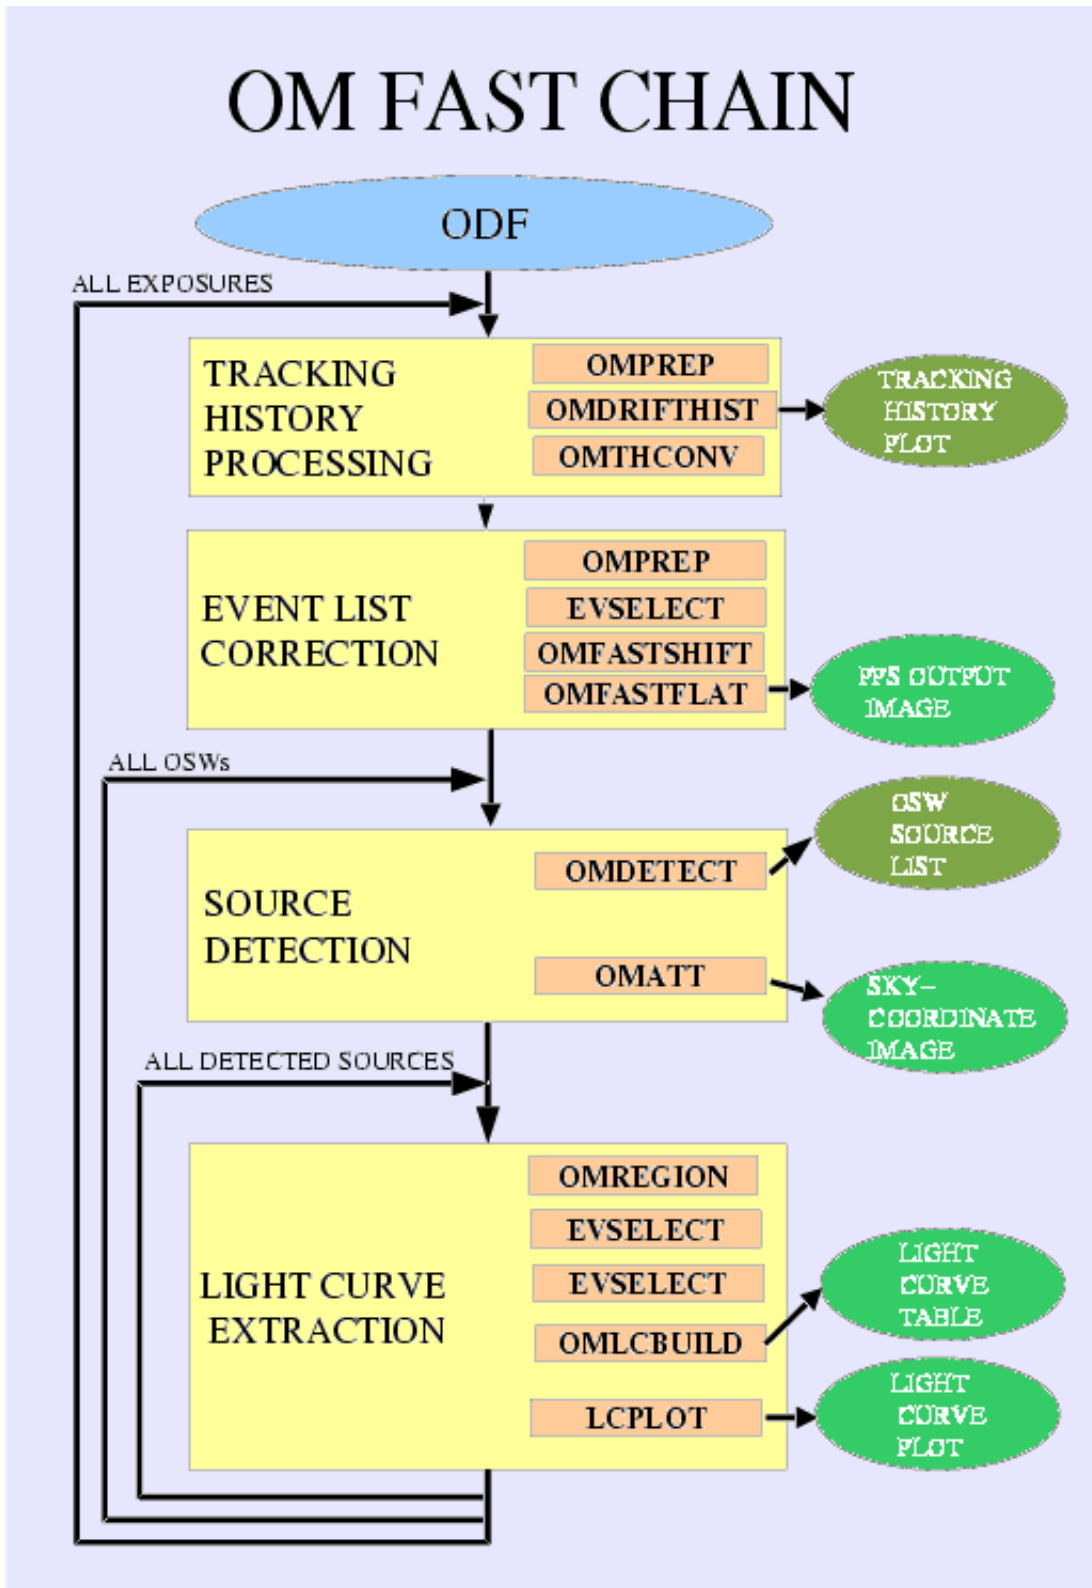 OM FAST CHAIN
ODF
ALL EXPOSURES
TRACKING
HISTORY
PROCESSING
OMPREP
OMDRIFTHIST
OMTHCONV
TRACKING
HISTORY
PLOT
EVENT LIST
CORRECTION
OMPREP
EVSELECT
OMFASTSHIFT
OMFASTFLAT
PPS OUTPUT
IMAGE
ALL OSWs
SOURCE
DETECTION
OMDETECT
OMATT
OSW
SOURCE
LIST
SKY-
COORDINATE
IMAGE
ALL DETECTED SOURCES
LIGHT CURVE
EXTRACTION
OMREGION
EVSELECT
EVSELECT
OMLCBUILD
LCPLOT
LIGHT
CURVE
TABLE
LIGHT
CURVE
PLOT